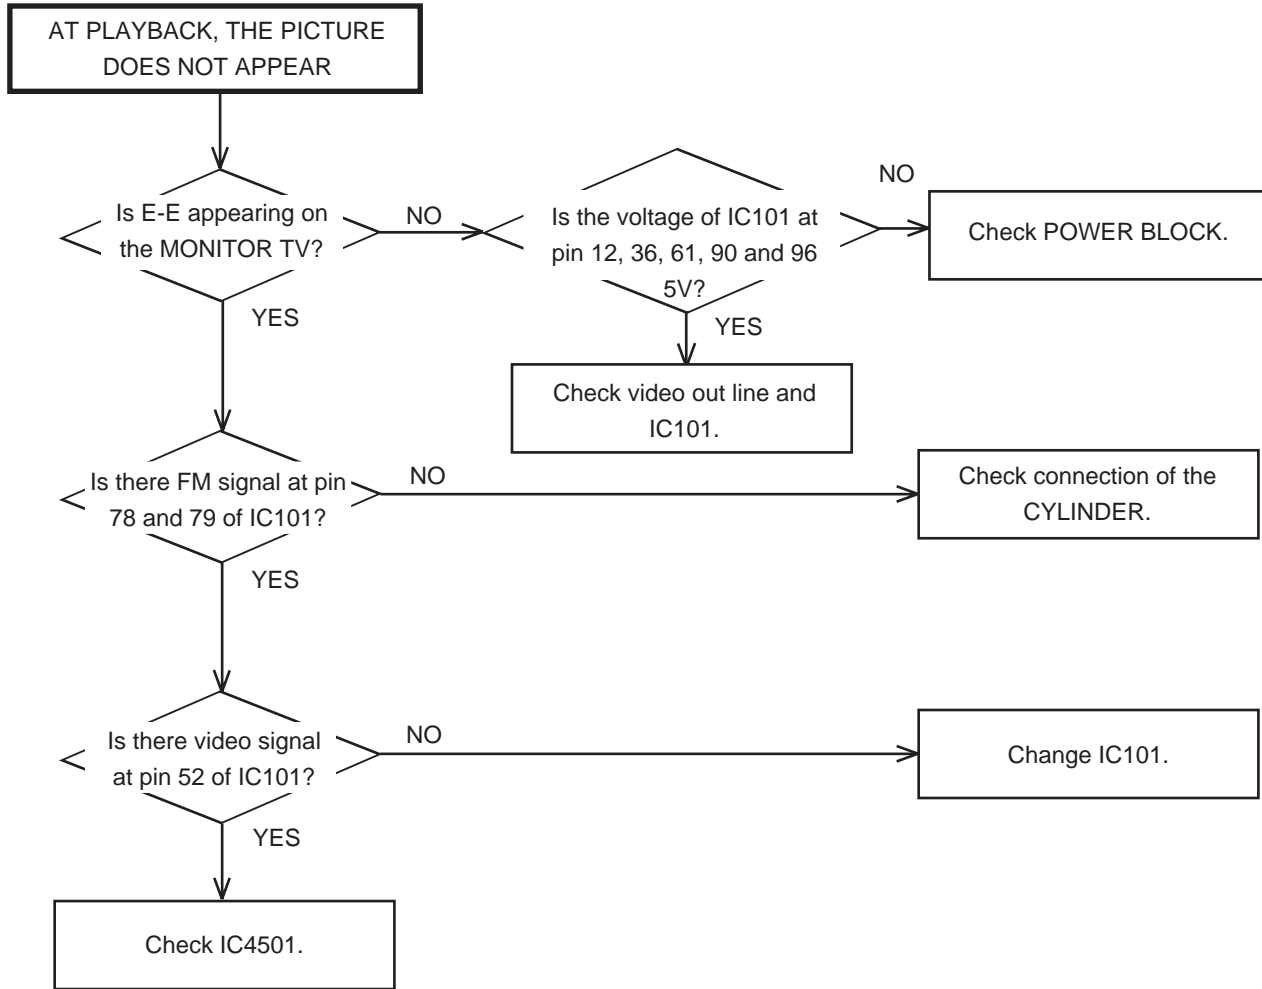 AT PLAYBACK, THE PICTURE
DOES NOT APPEAR
Is E-E appearing on
the MONITOR TV?
NO
Is the voltage of IC101 at
pin 12, 36, 61, 90 and 96
5V?
NO
Check POWER BLOCK.
YES
YES
Check video out line and
IC101.
Is there FM signal at pin
78 and 79 of IC101?
NO
Check connection of the
CYLINDER.
YES
Is there video signal
at pin 52 of IC101?
NO
Change IC101.
YES
Check IC4501.